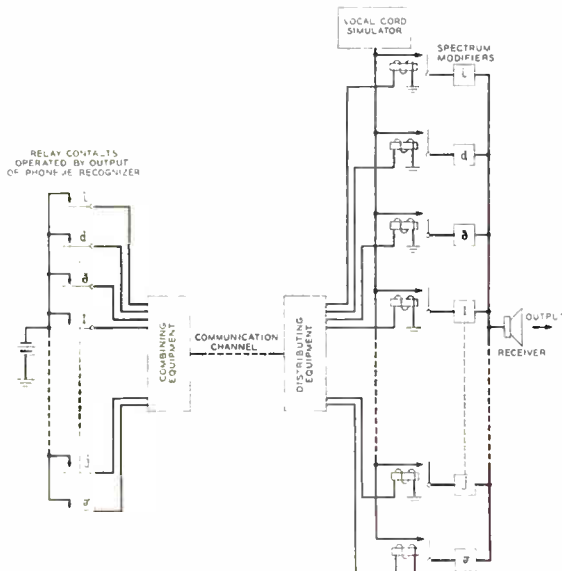 LOCAL CORD
SIMULATOR
SPECTRUM
MODIFIERS
i
d
RELAY CONTACTS
OPERATED BY OUTPUT
OF PHONEME RECOGNIZER
i
d
I
COMBINING
EQUIPMENT
COMMUNICATION
CHANNEL
DISTRIBUTING
EQUIPMENT
OUTPUT
RECEIVER